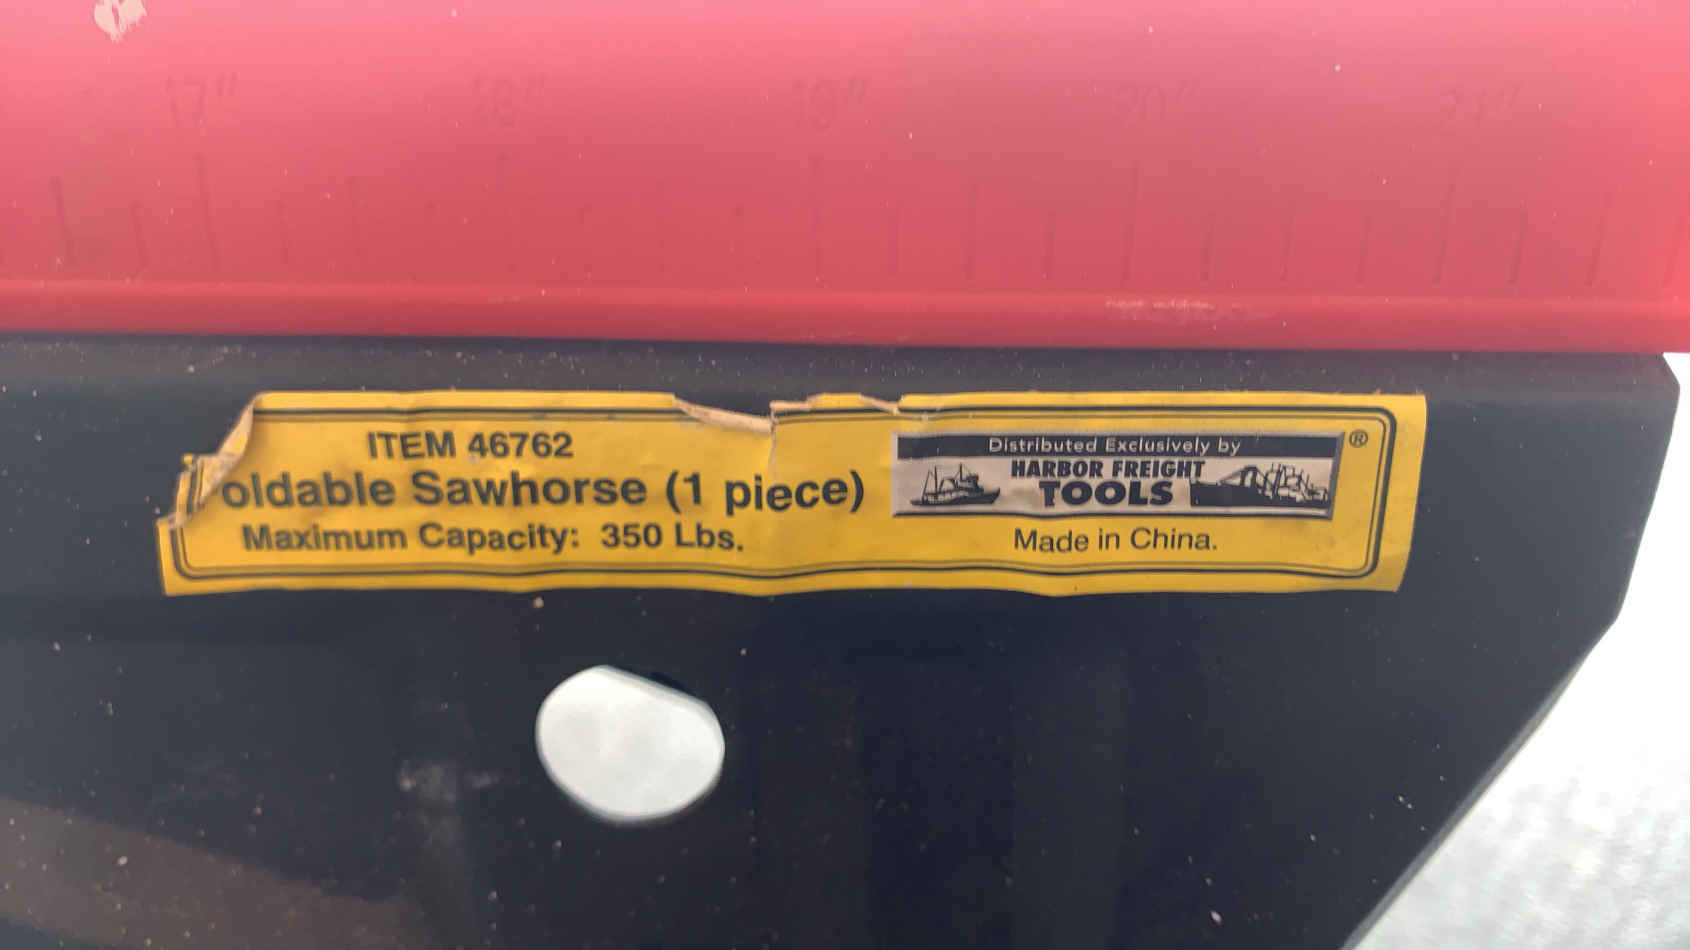 17" 18" 19" 20" 21"
ITEM 46762
oldable Sawhorse (1 piece)
Maximum Capacity: 350 Lbs.
Distributed Exclusively by
HARBOR FREIGHT
TOOLS
®
Made in China.